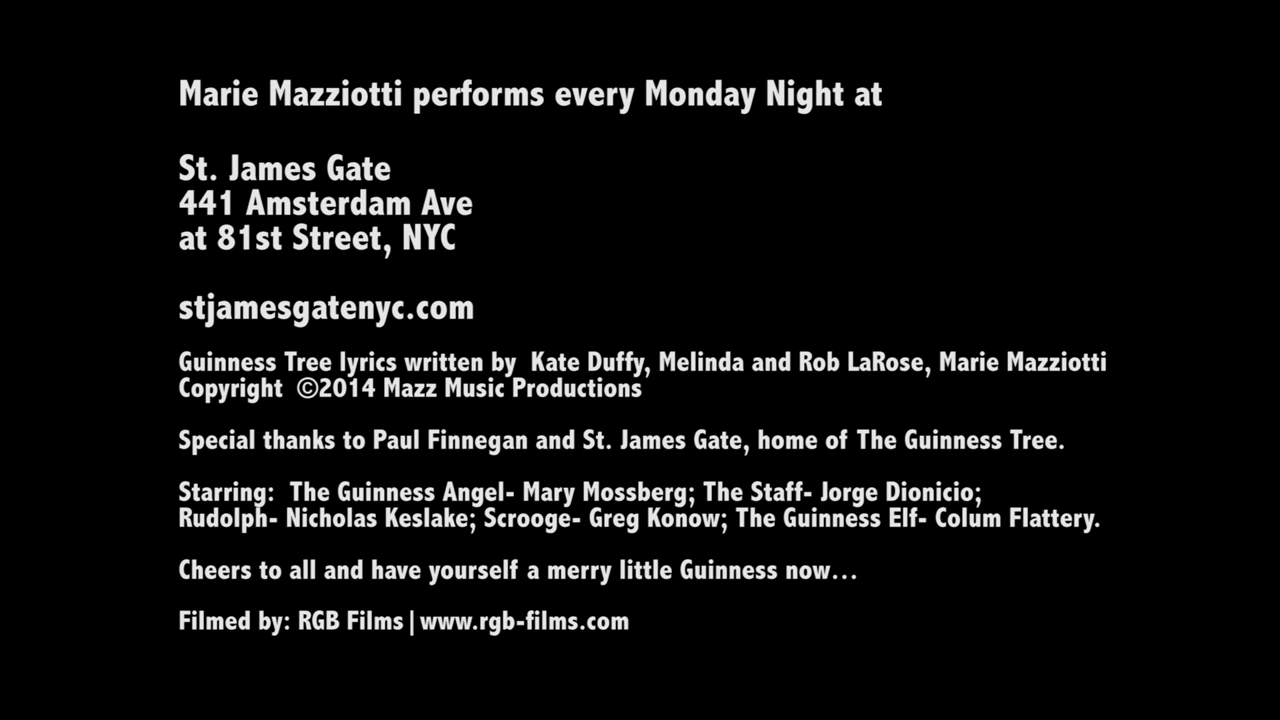 Marie Mazziotti performs every Monday Night at
St. James Gate
441 Amsterdam Ave
at 81st Street, NYC
stjamesgatenyc.com
Guinness Tree lyrics written by  Kate Duffy, Melinda and Rob LaRose, Marie Mazziotti
Copyright  ©2014 Mazz Music Productions
Special thanks to Paul Finnegan and St. James Gate, home of The Guinness Tree.
Starring:  The Guinness Angel- Mary Mossberg; The Staff- Jorge Dionicio;
Rudolph- Nicholas Keslake; Scrooge- Greg Konow; The Guinness Elf- Colum Flattery.
Cheers to all and have yourself a merry little Guinness now...
Filmed by: RGB Films|www.rgb-films.com